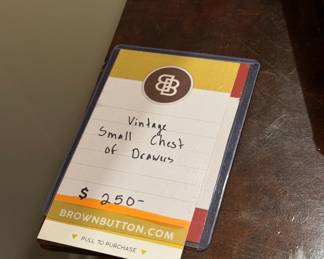 BB
Vintage
Small Chest
of Drawers
$ 250-
BROWNBUTTON.COM
PULL TO PURCHASE